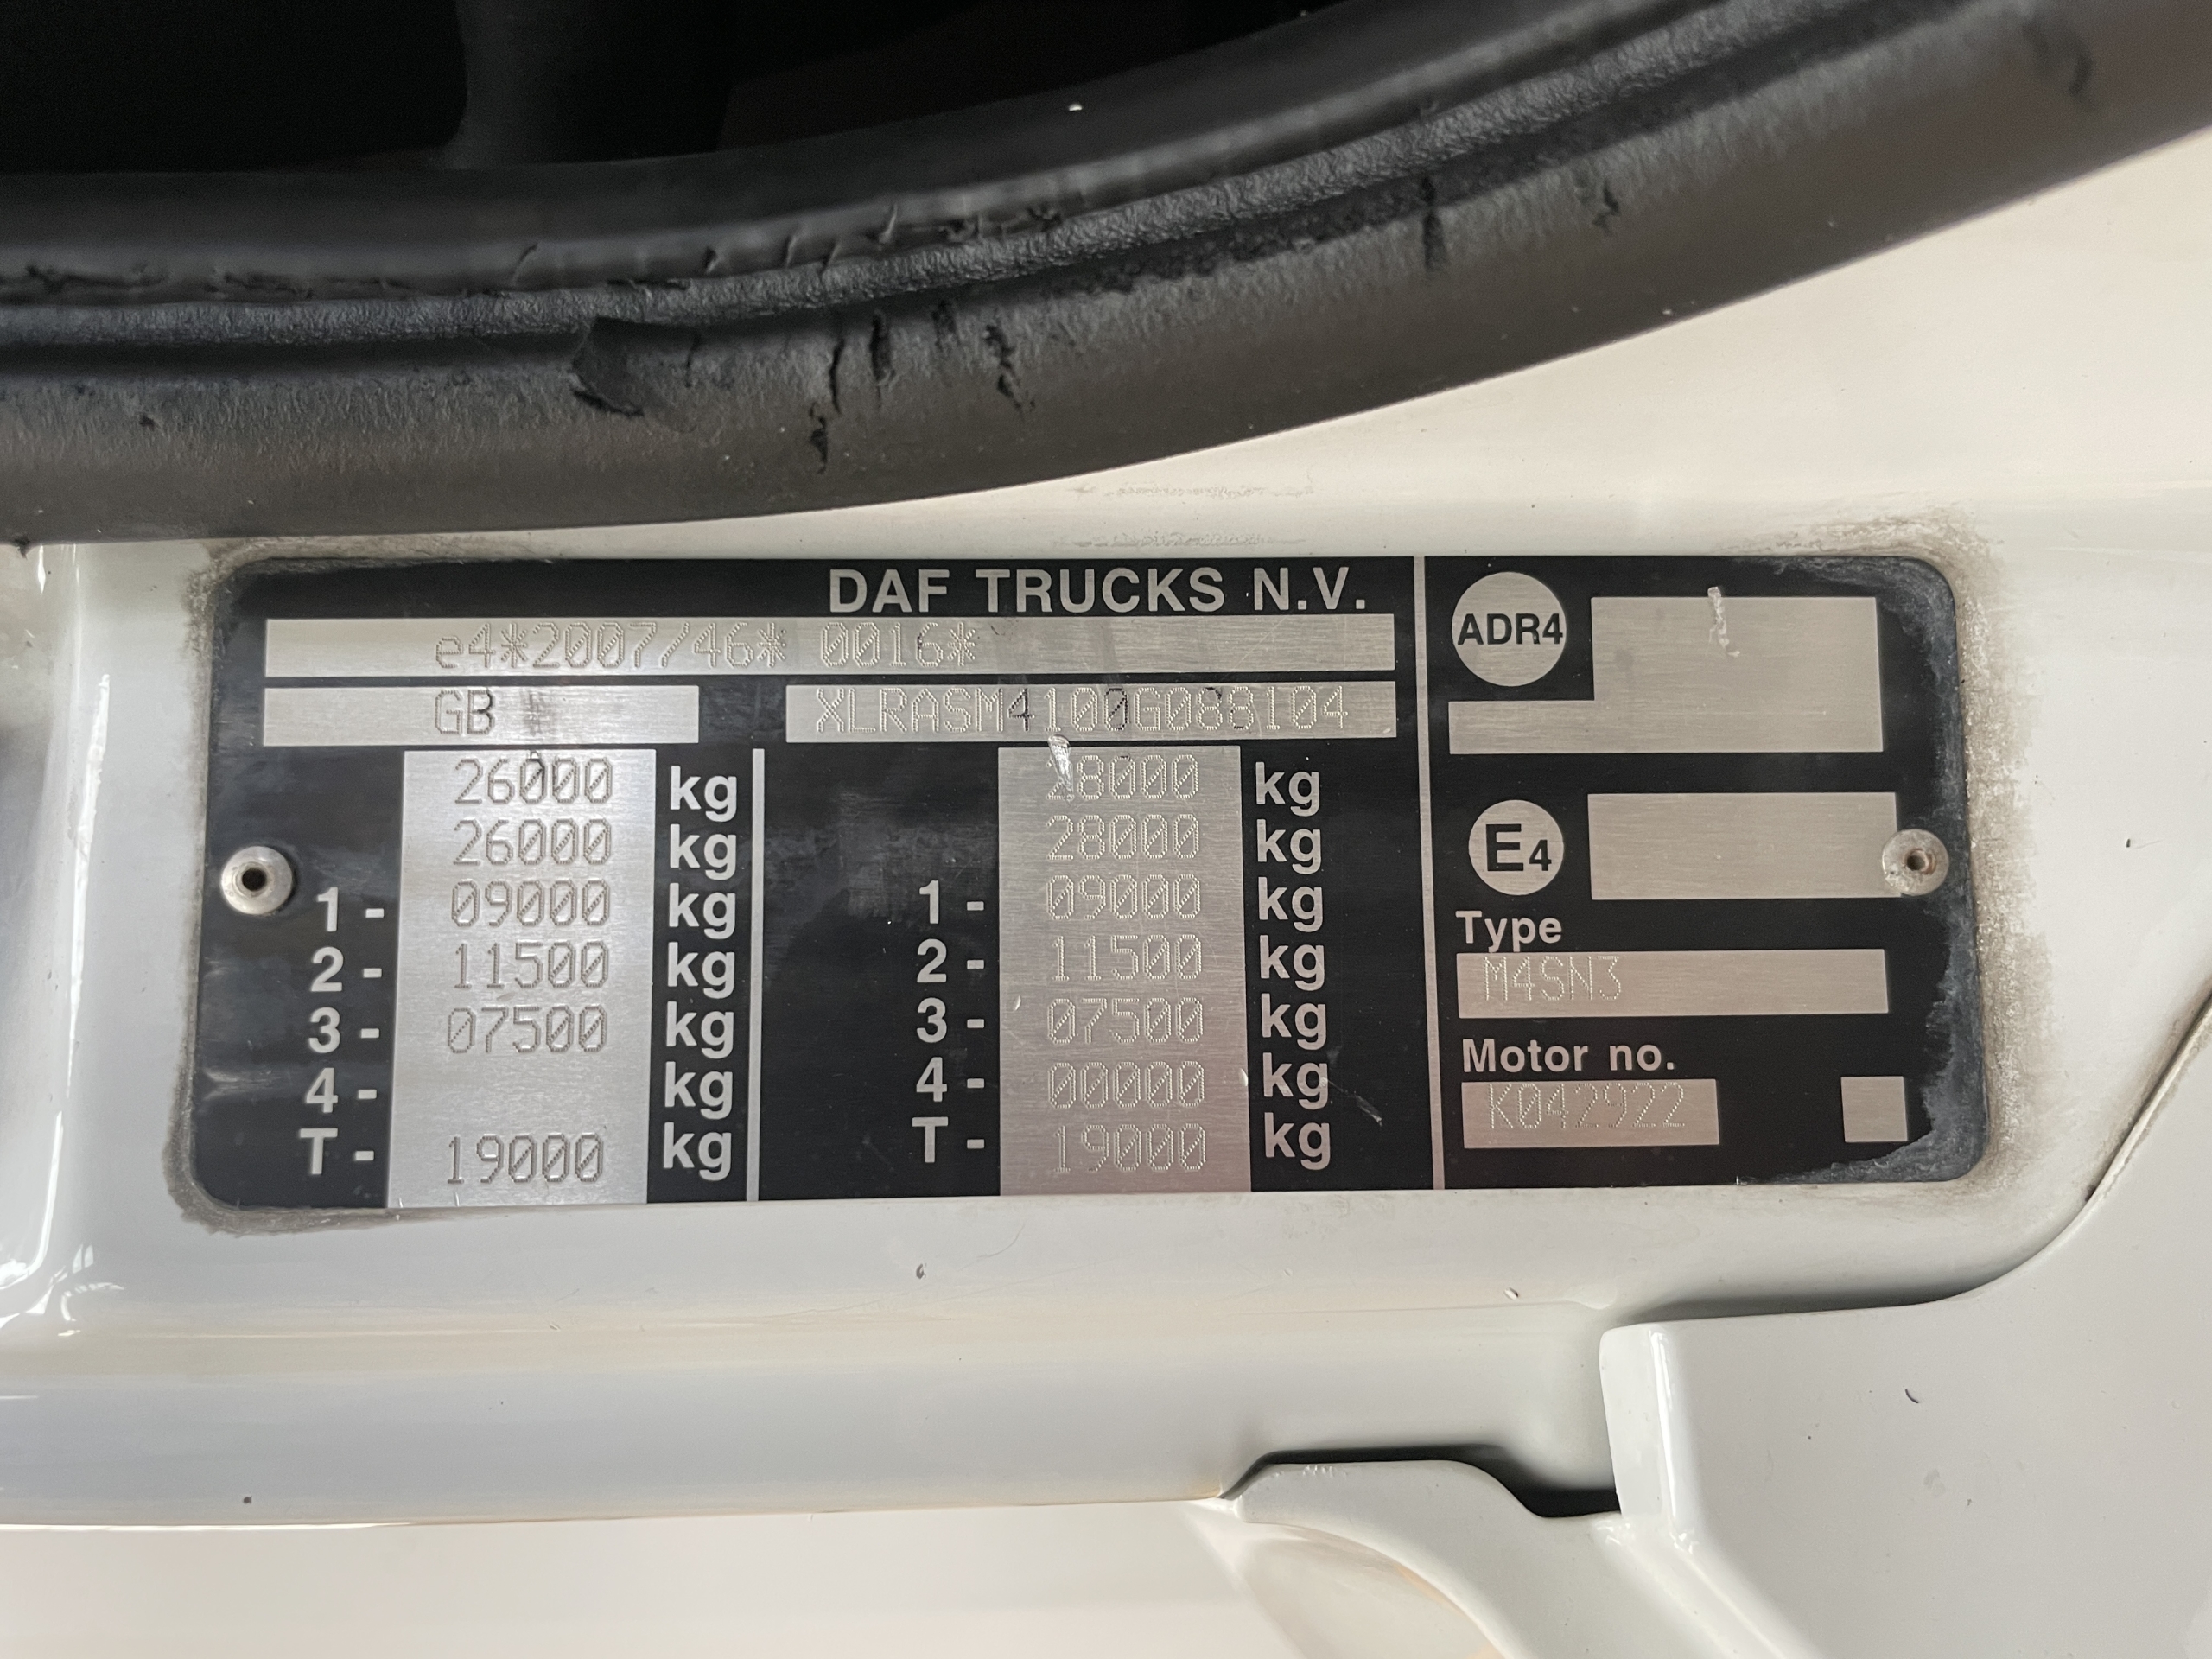 DAF TRUCKS N.V.
e4*2007/46* 0016*
GB XLRASM4100G088104
26000 kg 28000 kg
26000 kg 28000 kg
1 - 09000 kg 1 - 09000 kg
2 - 11500 kg 2 - 11500 kg
3 - 07500 kg 3 - 07500 kg
4 - kg 4 - 00000 kg
T - 19000 kg T - 19000 kg
ADR4
E4
Type
M4SN3
Motor no.
K042922